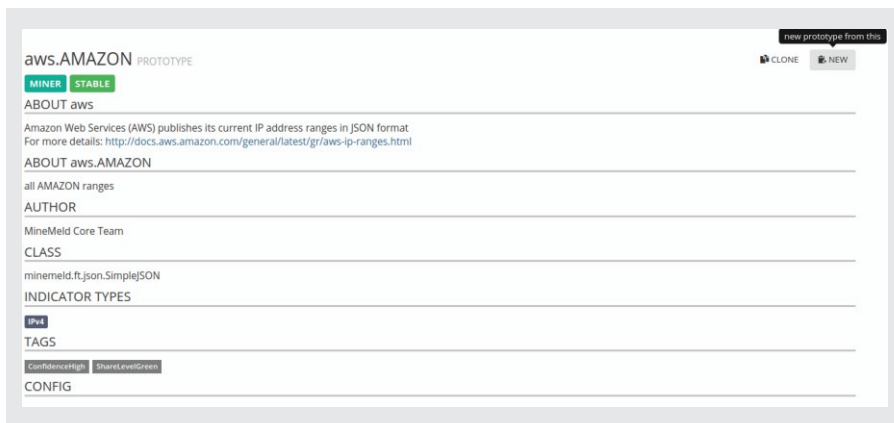 new prototype from this
aws.AMAZON PROTOTYPE
CLONE NEW
MINER STABLE
ABOUT aws
Amazon Web Services (AWS) publishes its current IP address ranges in JSON format
For more details: http://docs.aws.amazon.com/general/latest/gr/aws-ip-ranges.html
ABOUT aws.AMAZON
all AMAZON ranges
AUTHOR
MineMeld Core Team
CLASS
minemeld.ft.json.SimpleJSON
INDICATOR TYPES
IPv4
TAGS
ConfidenceHigh ShareLevelGreen
CONFIG